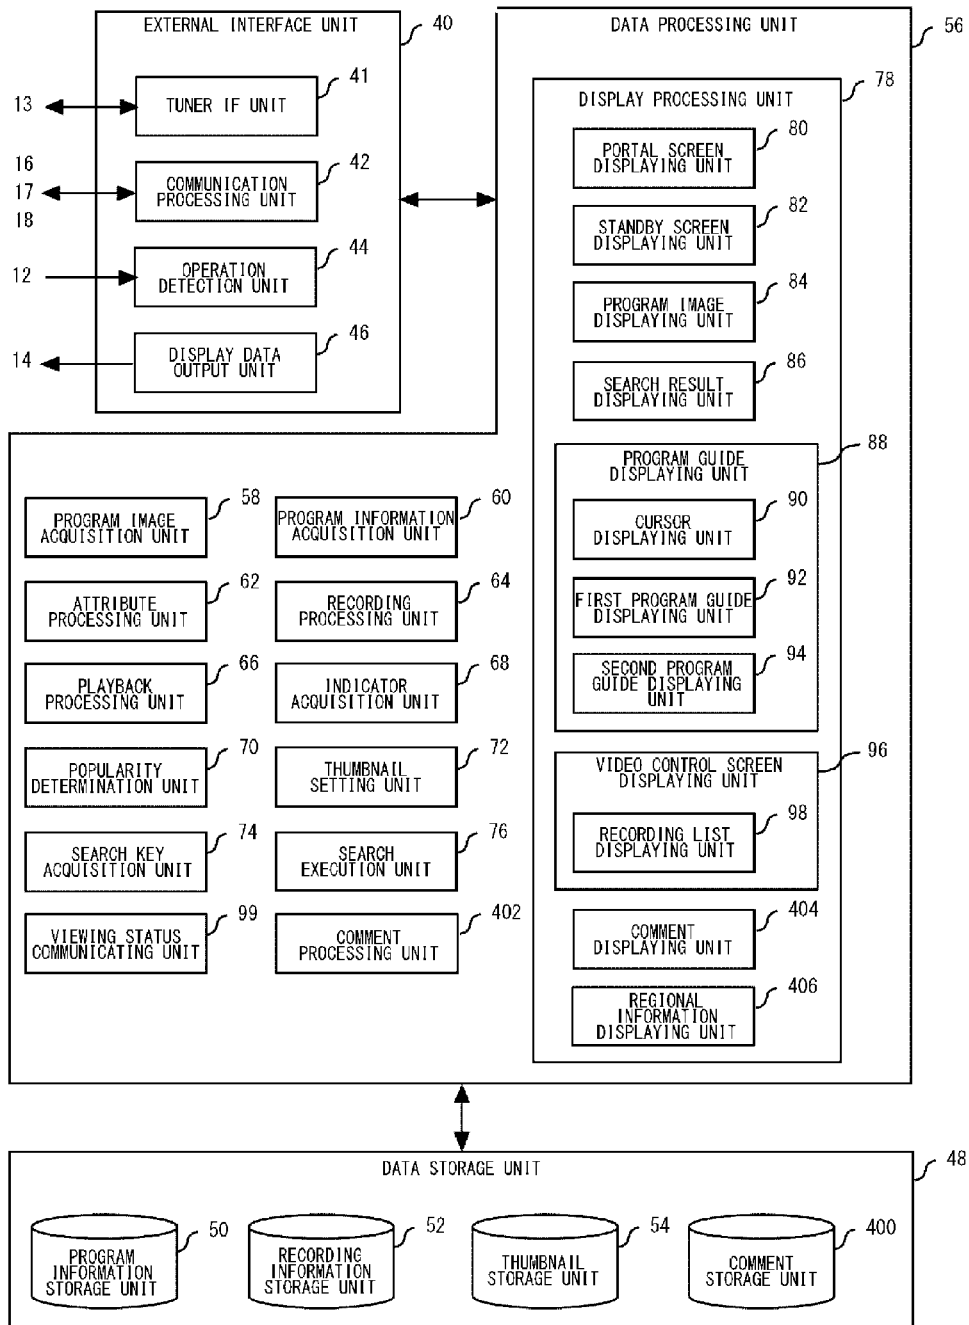 EXTERNAL INTERFACE UNIT
40
41
13
TUNER IF UNIT
16
17
18
42
COMMUNICATION
PROCESSING UNIT
44
12
OPERATION
DETECTION UNIT
46
14
DISPLAY DATA
OUTPUT UNIT
DATA PROCESSING UNIT
56
78
DISPLAY PROCESSING UNIT
80
PORTAL SCREEN
DISPLAYING UNIT
82
STANDBY SCREEN
DISPLAYING UNIT
84
PROGRAM IMAGE
DISPLAYING UNIT
86
SEARCH RESULT
DISPLAYING UNIT
88
PROGRAM GUIDE
DISPLAYING UNIT
90
CURSOR
DISPLAYING UNIT
92
FIRST PROGRAM GUIDE
DISPLAYING UNIT
94
SECOND PROGRAM
GUIDE DISPLAYING
UNIT
96
VIDEO CONTROL SCREEN
DISPLAYING UNIT
98
RECORDING LIST
DISPLAYING UNIT
404
COMMENT
DISPLAYING UNIT
406
REGIONAL
INFORMATION
DISPLAYING UNIT
58
PROGRAM IMAGE
ACQUISITION UNIT
60
PROGRAM INFORMATION
ACQUISITION UNIT
62
ATTRIBUTE
PROCESSING UNIT
64
RECORDING
PROCESSING UNIT
66
PLAYBACK
PROCESSING UNIT
68
INDICATOR
ACQUISITION UNIT
70
POPULARITY
DETERMINATION UNIT
72
THUMBNAIL
SETTING UNIT
74
SEARCH KEY
ACQUISITION UNIT
76
SEARCH
EXECUTION UNIT
99
VIEWING STATUS
COMMUNICATING UNIT
402
COMMENT
PROCESSING UNIT
DATA STORAGE UNIT
48
50
PROGRAM
INFORMATION
STORAGE UNIT
52
RECORDING
INFORMATION
STORAGE UNIT
54
THUMBNAIL
STORAGE UNIT
400
COMMENT
STORAGE UNIT